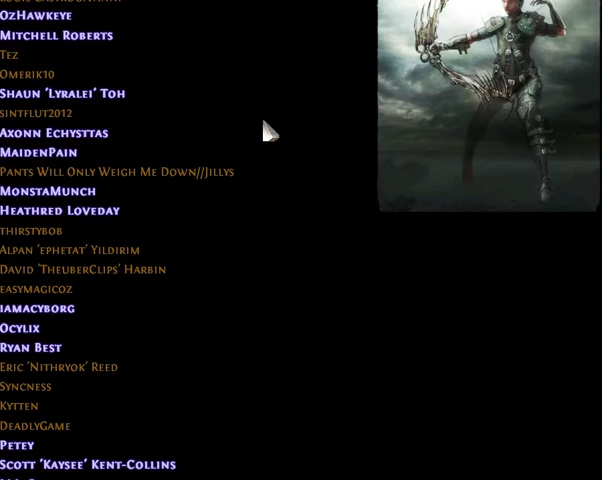 OzHawkeye
Mitchell Roberts
Tez
Omerik10
Shaun 'Lyralei' Toh
sintflut2012
Axonn Echysttas
MaidenPain
Pants Will Only Weigh Me Down//Jillys
MonstaMunch
Heathred Loveday
thirstybob
Alpan 'ephetat' Yildirim
David 'TheuberClips' Harbin
easymagicoz
iamacyborg
Ocylix
Ryan Best
Eric 'Nithryok' Reed
Syncness
Kytten
DeadlyGame
Petey
Scott 'Kaysee' Kent-Collins